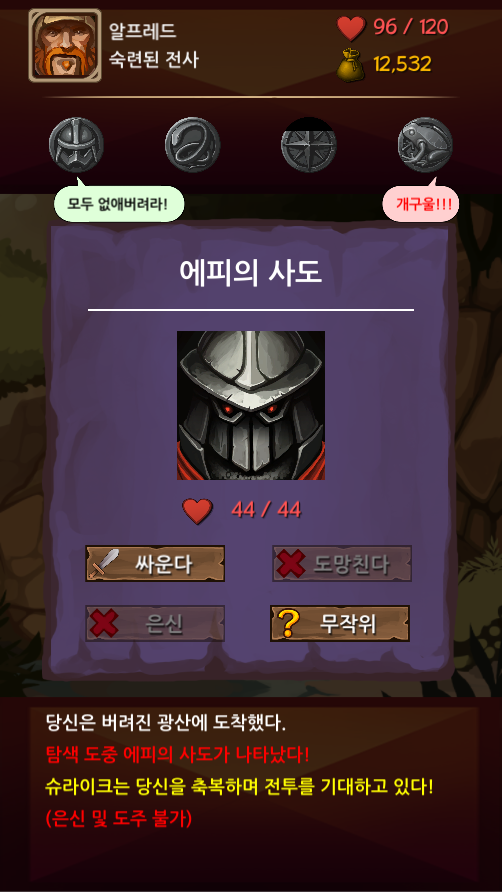 알프레드
96 / 120
숙련된 전사
12,532
모두 없애버려라!
개구울!!!
에피의 사도
44 / 44
싸운다
도망친다
은신
무작위
당신은 버려진 광산에 도착했다.
탐색 도중 에피의 사도가 나타났다!
슈라이크는 당신을 축복하며 전투를 기대하고 있다!
(은신 및 도주 불가)